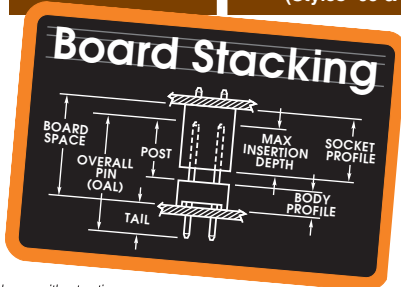 Board Stacking
BOARD
SPACE
OVERALL
PIN
(OAL)
POST
TAIL
MAX
INSERTION
DEPTH
SOCKET
PROFILE
BODY
PROFILE